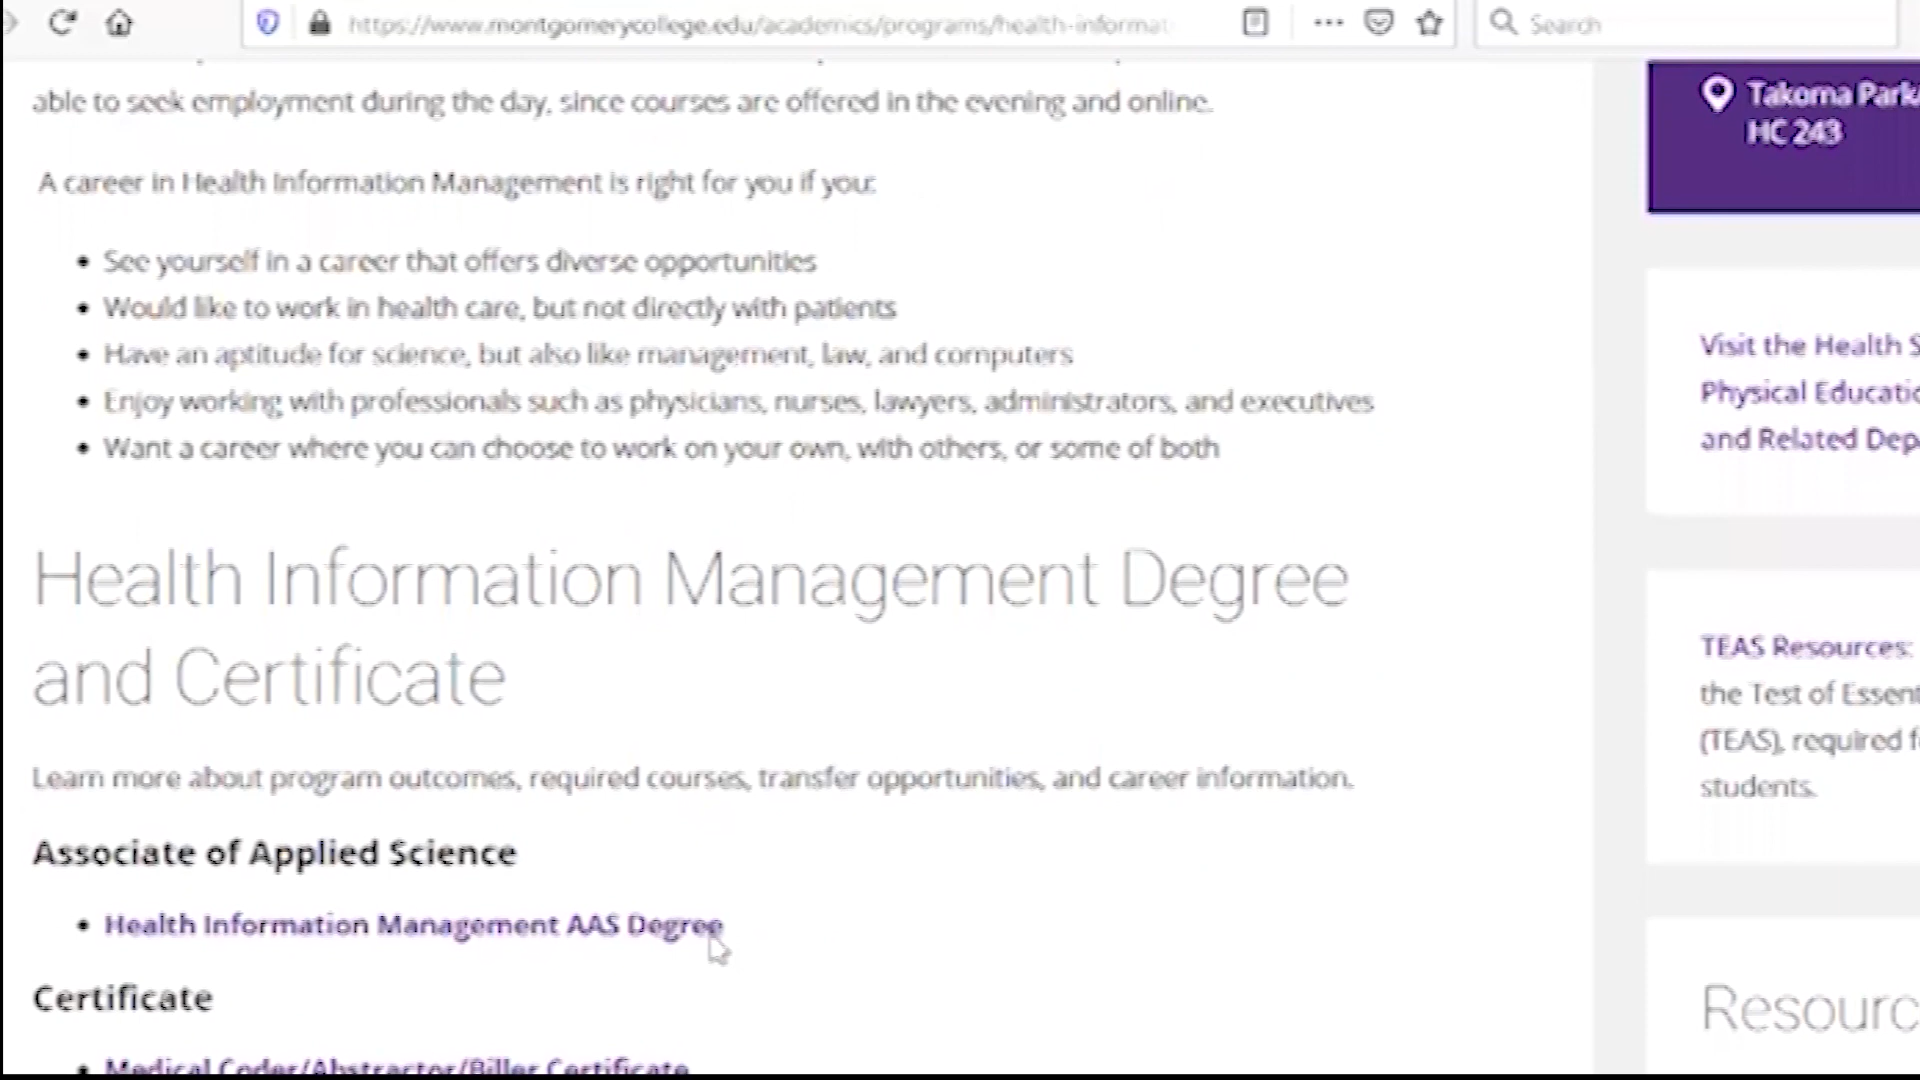 https://www.montgomerycollege.edu/academics/programs/health-informat
Search
able to seek employment during the day, since courses are offered in the evening and online.
A career in Health Information Management is right for you if you:
• See yourself in a career that offers diverse opportunities
• Would like to work in health care, but not directly with patients
• Have an aptitude for science, but also like management, law, and computers
• Enjoy working with professionals such as physicians, nurses, lawyers, administrators, and executives
• Want a career where you can choose to work on your own, with others, or some of both
Health Information Management Degree
and Certificate
Learn more about program outcomes, required courses, transfer opportunities, and career information.
Associate of Applied Science
• Health Information Management AAS Degree
Certificate
• Medical Coder/Abstractor/Biller Certificate
Takoma Park
HC 243
Visit the Health S
Physical Educatio
and Related Dep
TEAS Resources:
the Test of Essent
(TEAS), required f
students.
Resourc